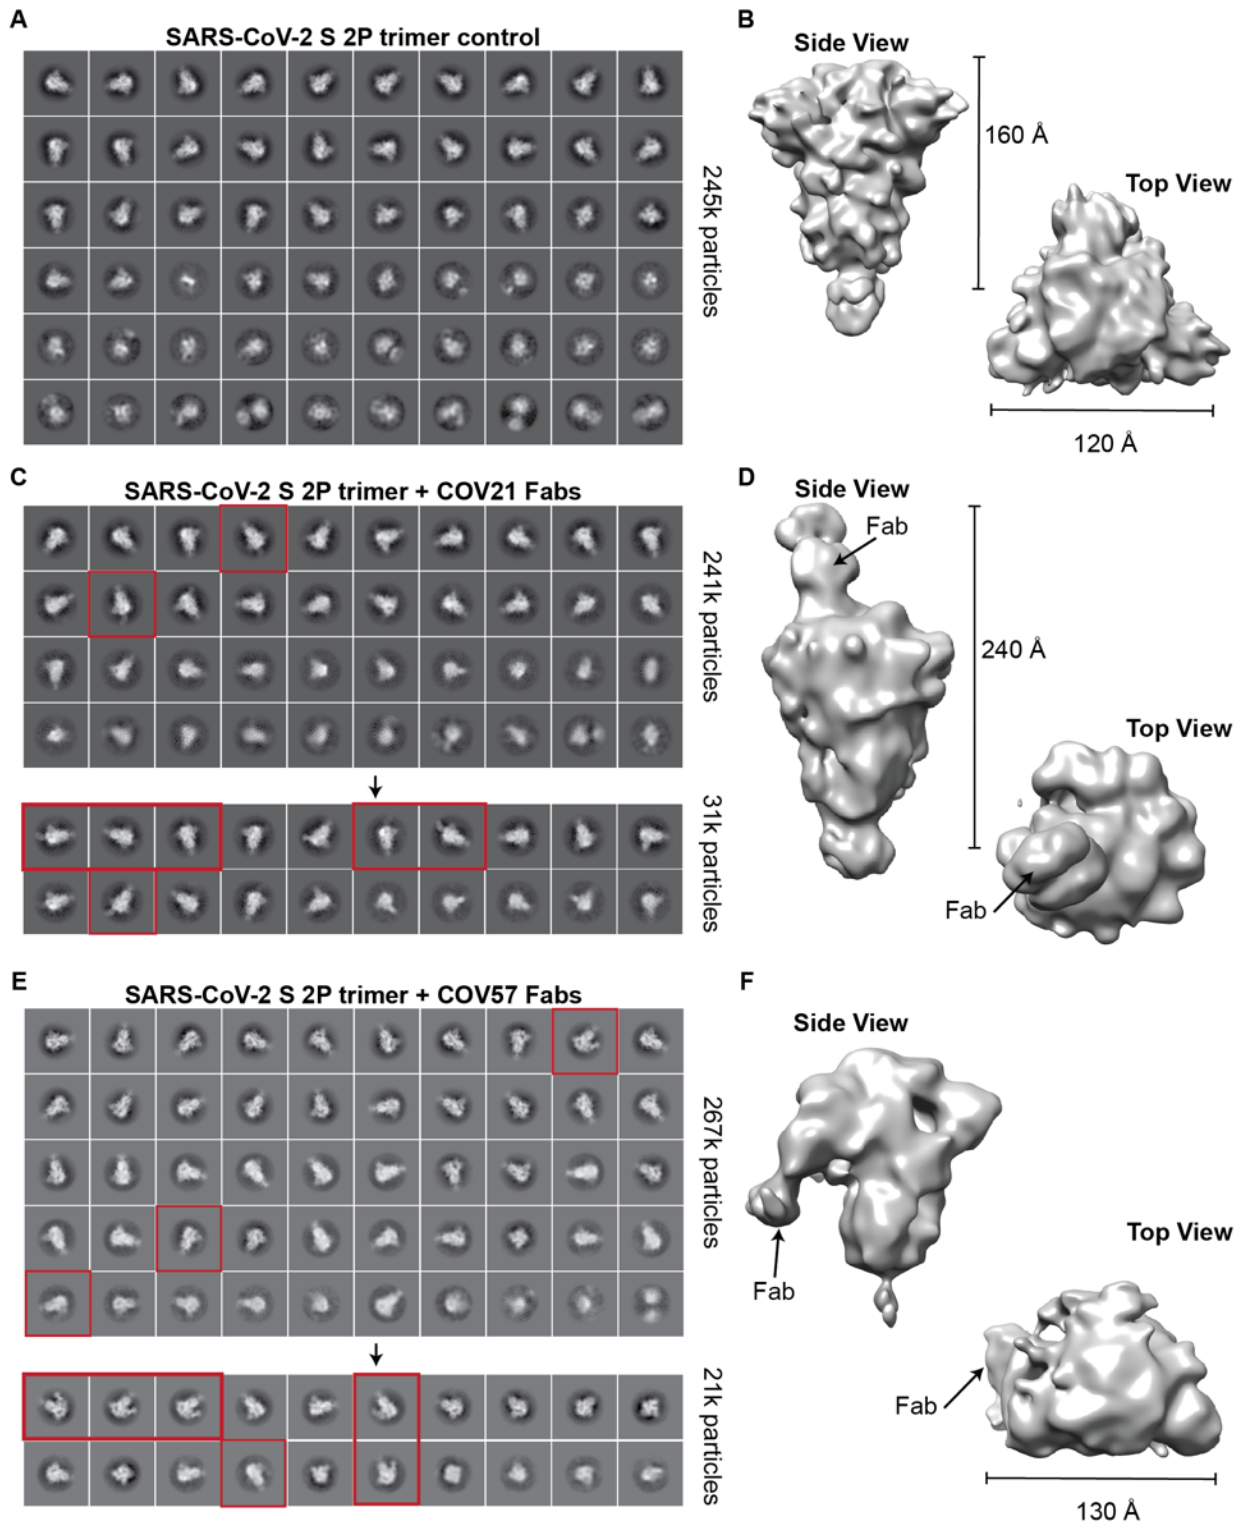 A
SARS-CoV-2 S 2P trimer control
245k particles
B
Side View
160 Å
Top View
120 Å
C
SARS-CoV-2 S 2P trimer + COV21 Fabs
241k particles
31k particles
D
Side View
Fab
240 Å
Top View
Fab
E
SARS-CoV-2 S 2P trimer + COV57 Fabs
267k particles
21k particles
F
Side View
Fab
Top View
Fab
130 Å